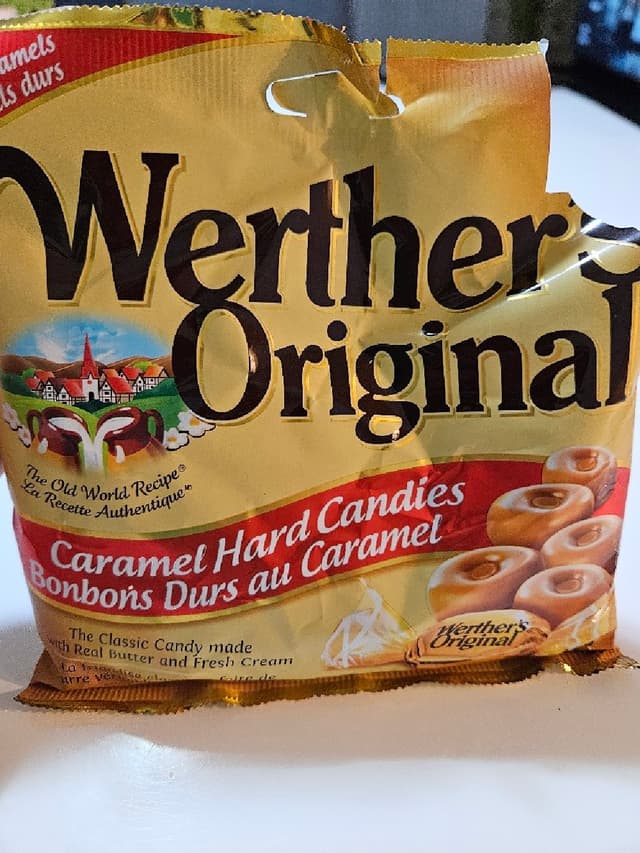 amels
ls durs
Werther's
Original
The Old World Recipe®
La Recette Authentique
Caramel Hard Candies
Bonbons Durs au Caramel
The Classic Candy made
with Real Butter and Fresh Cream
La
Werther's
Original